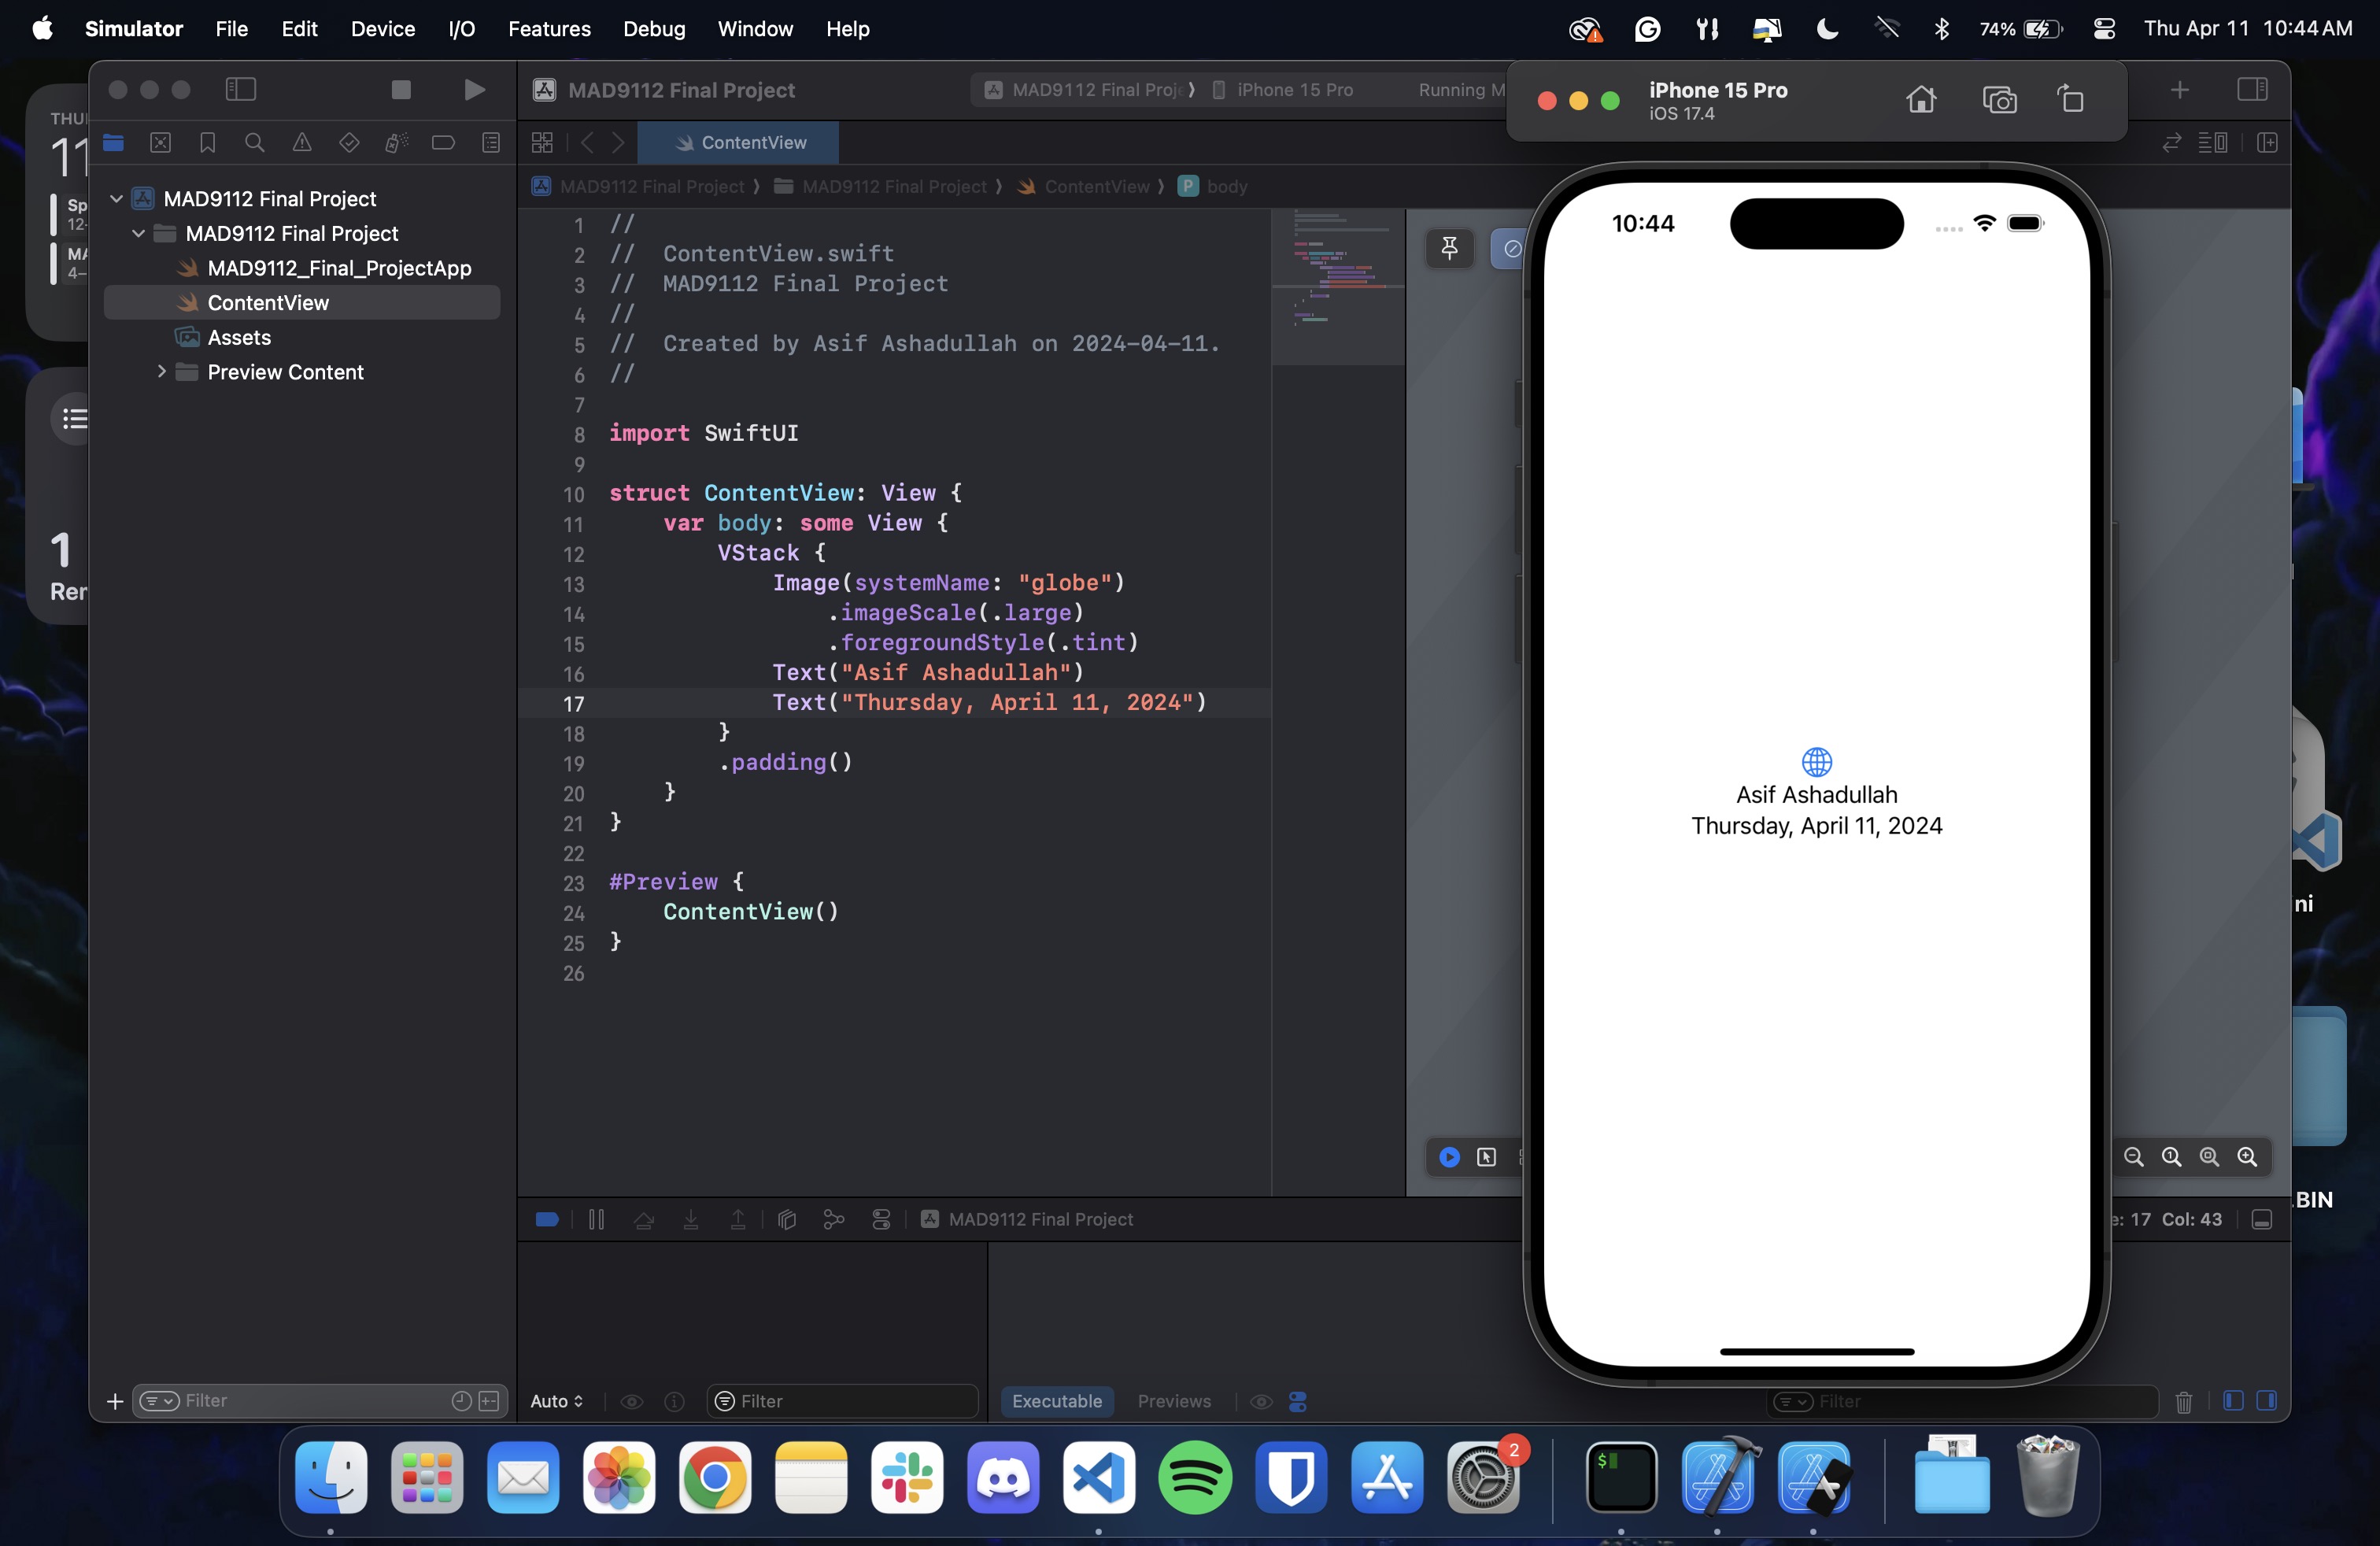 Simulator File Edit Device I/O Features Debug Window Help 74% Thu Apr 11 10:44 AM
THU
11
Sp
12-
MA
4–
1
Rer
MAD9112 Final Project
MAD9112 Final Proje iPhone 15 Pro Running M
iPhone 15 Pro
iOS 17.4
ContentView
MAD9112 Final Project MAD9112 Final Project ContentView P body
MAD9112 Final Project
MAD9112 Final Project
MAD9112_Final_ProjectApp
ContentView
Assets
Preview Content
1 //
2 //  ContentView.swift
3 //  MAD9112 Final Project
4 //
5 //  Created by Asif Ashadullah on 2024-04-11.
6 //
7
8 import SwiftUI
9
10 struct ContentView: View {
11     var body: some View {
12         VStack {
13             Image(systemName: "globe")
14                 .imageScale(.large)
15                 .foregroundStyle(.tint)
16             Text("Asif Ashadullah")
17             Text("Thursday, April 11, 2024")
18         }
19         .padding()
20     }
21 }
22
23 #Preview {
24     ContentView()
25 }
26
10:44
Asif Ashadullah
Thursday, April 11, 2024
ni
.BIN
MAD9112 Final Project
e: 17 Col: 43
Filter
Auto
Filter
Executable Previews
Filter
2
$